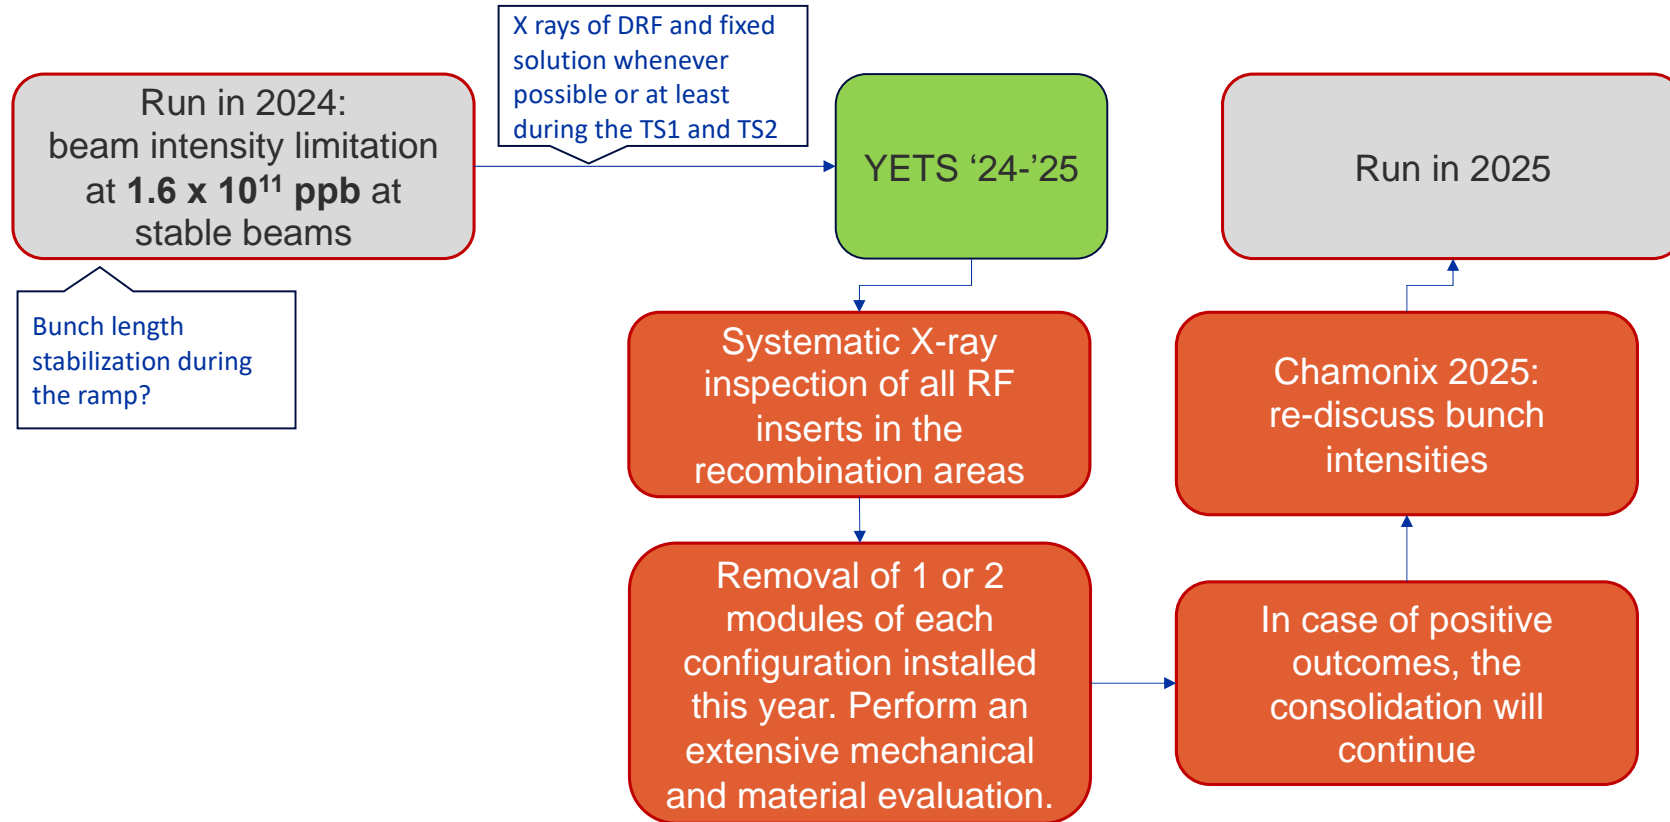 X rays of DRF and fixed
solution whenever
possible or at least
during the TS1 and TS2
Run in 2024:
beam intensity limitation
at 1.6 x 10¹¹ ppb at
stable beams
YETS ‘24-’25
Run in 2025
Bunch length
stabilization during
the ramp?
Systematic X-ray
inspection of all RF
inserts in the
recombination areas
Chamonix 2025:
re-discuss bunch
intensities
Removal of 1 or 2
modules of each
configuration installed
this year. Perform an
extensive mechanical
and material evaluation.
In case of positive
outcomes, the
consolidation will
continue